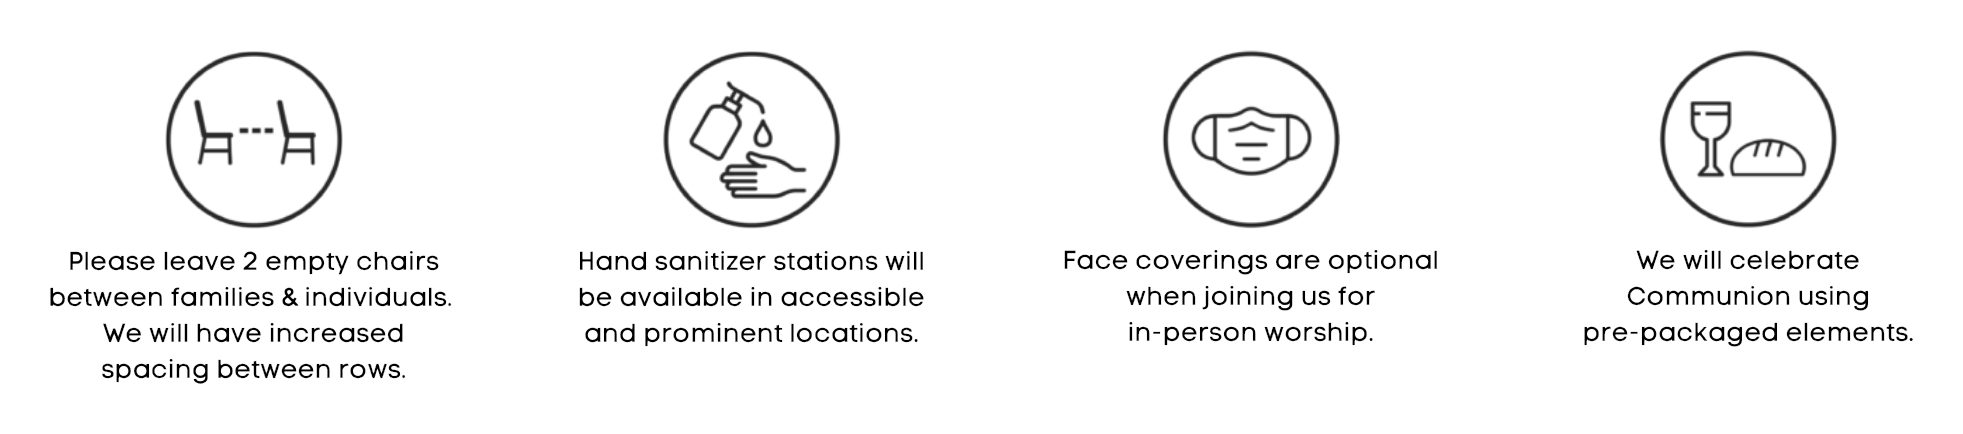 Please leave 2 empty chairs
between families & individuals.
We will have increased
spacing between rows.
Hand sanitizer stations will
be available in accessible
and prominent locations.
Face coverings are optional
when joining us for
in-person worship.
We will celebrate
Communion using
pre-packaged elements.